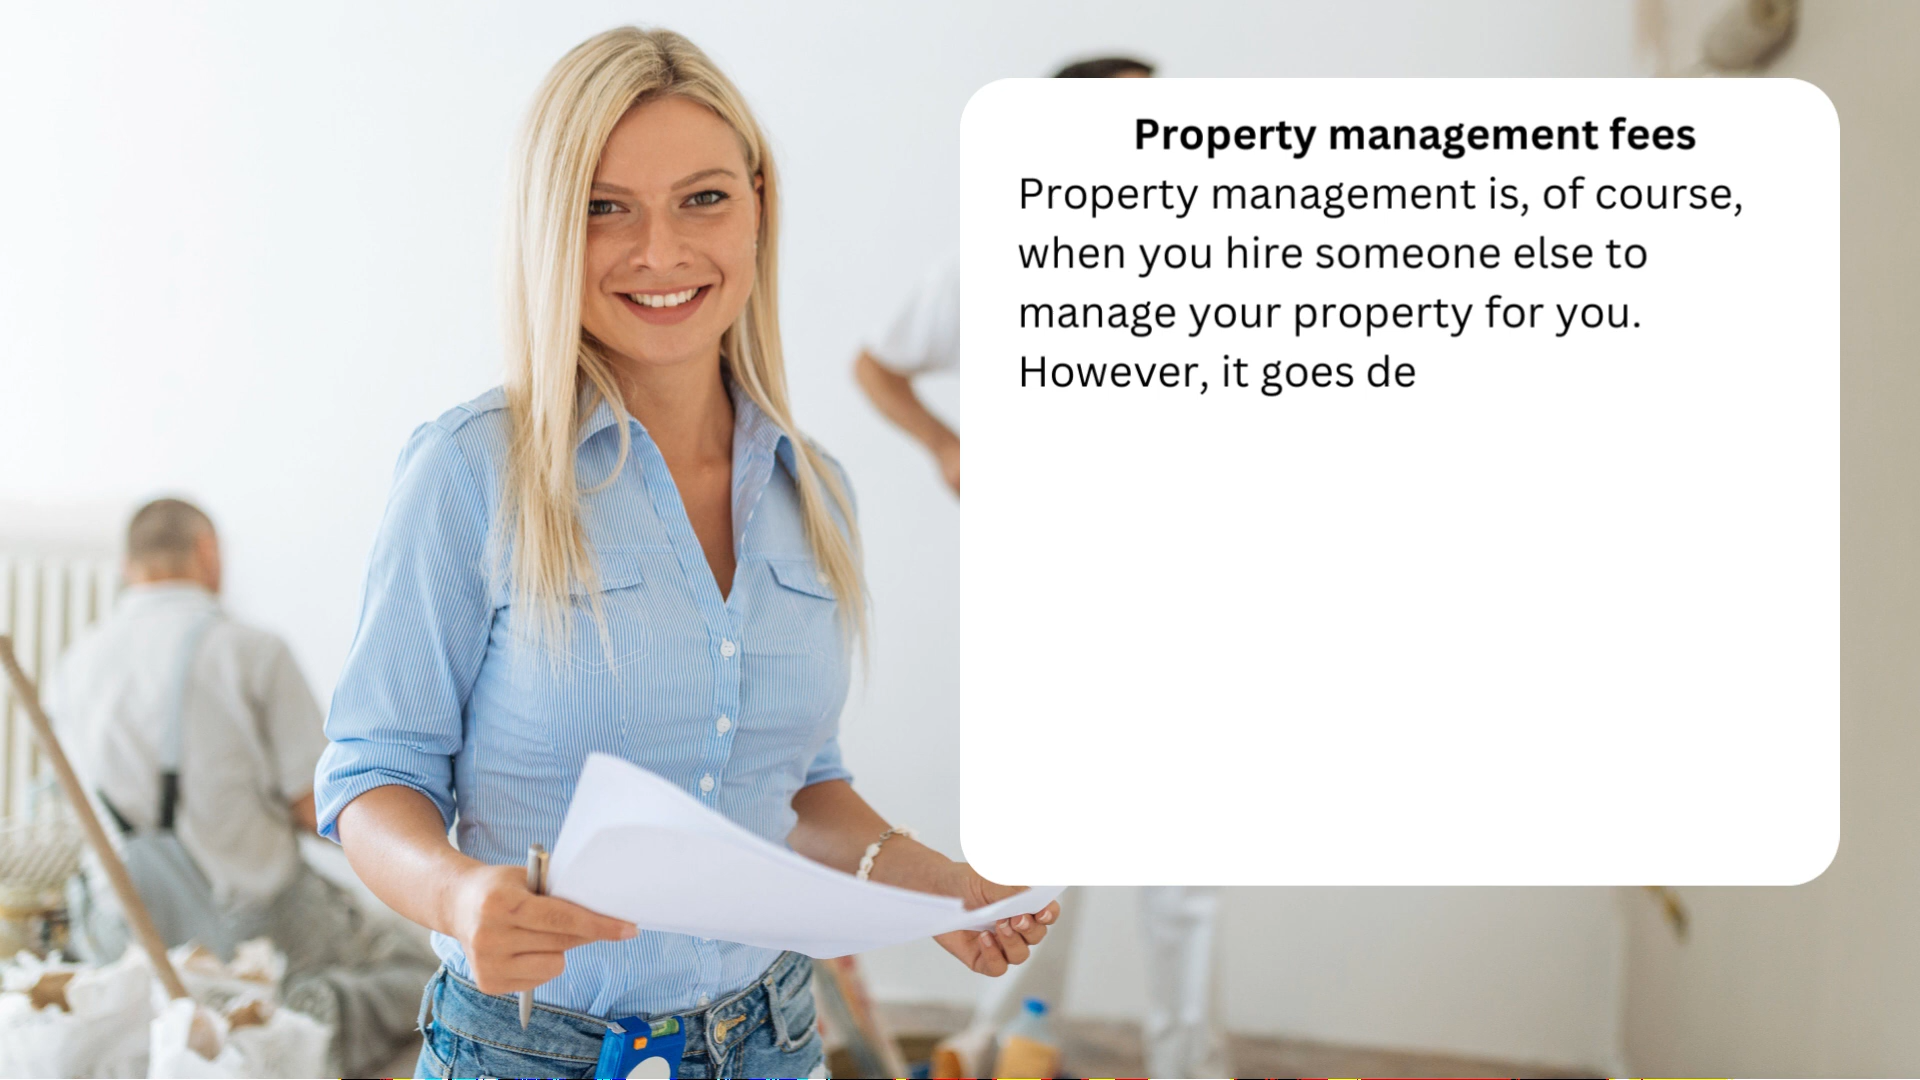 Property management fees
Property management is, of course,
when you hire someone else to
manage your property for you.
However, it goes de